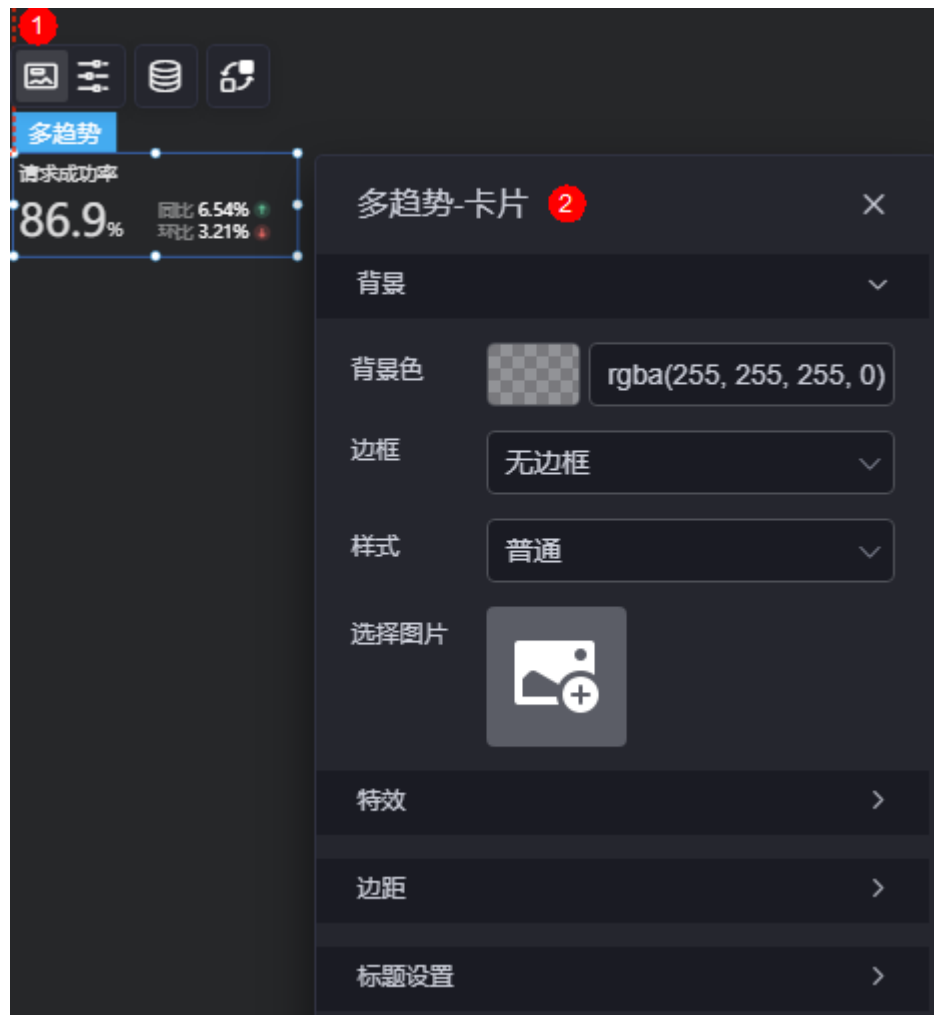 1
多趋势
请求成功率
86.9% 同比 6.54%
环比 3.21%
多趋势-卡片 2
背景
背景色 rgba(255, 255, 255, 0)
边框 无边框
样式 普通
选择图片
特效
边距
标题设置